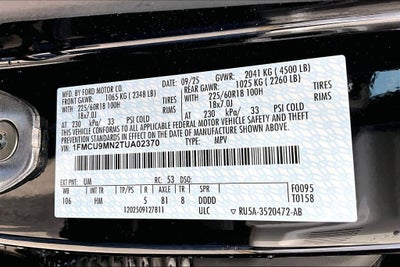 MFD. BY FORD MOTOR CO. 09/25 GVWR: 2041 KG ( 4500 LB)
FRONT GAWR: 1065 KG ( 2348 LB) REAR GAWR: 1025 KG ( 2260 LB)
WITH WITH
225/60R18 100H TIRES 225/60R18 100H TIRES
18x7.0J RIMS 18x7.0J RIMS
AT 230 kPa/ 33 PSI COLD AT 230 kPa/ 33 PSI COLD
THIS VEHICLE CONFORMS TO ALL APPLICABLE FEDERAL MOTOR VEHICLE
SAFETY AND THEFT PREVENTION STANDARDS IN EFFECT ON THE DATE OF MANUFACTURE SHOWN ABOVE.
VIN: 1FMCU9MN2TUA02370 TYPE: MPV
EXT PNT: UM RC: 53 DSO:
WB INT TR TP/PS R AXLE TR SPR F0095
106 HM 5 81 8 DDDD T0158
1202509127811 ULC RU5A-3520472-AB